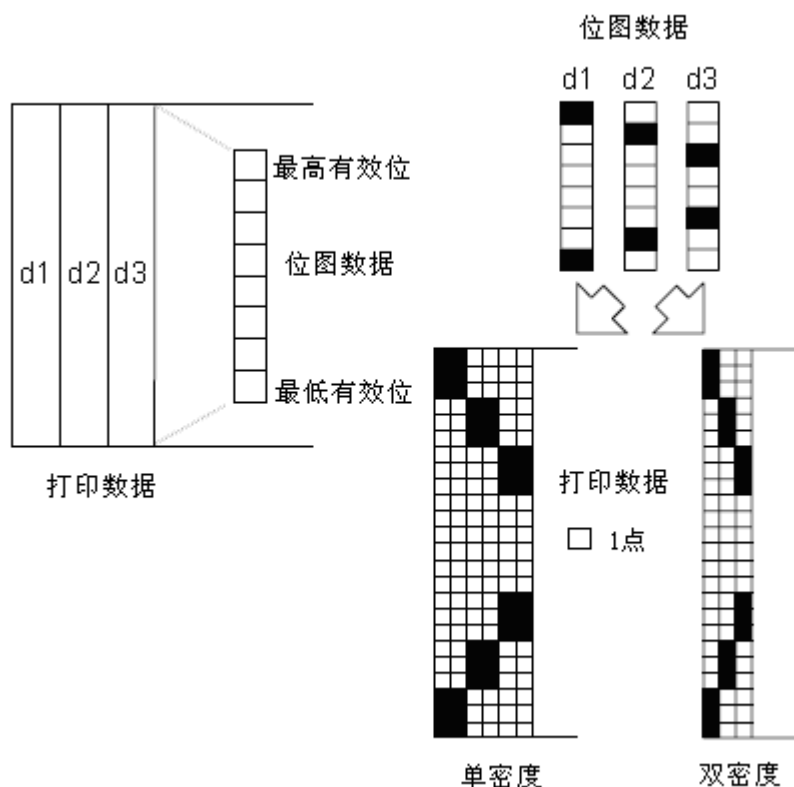 位图数据
d1 d2 d3
最高有效位
d1 d2 d3
位图数据
最低有效位
打印数据
打印数据
1点
单密度
双密度